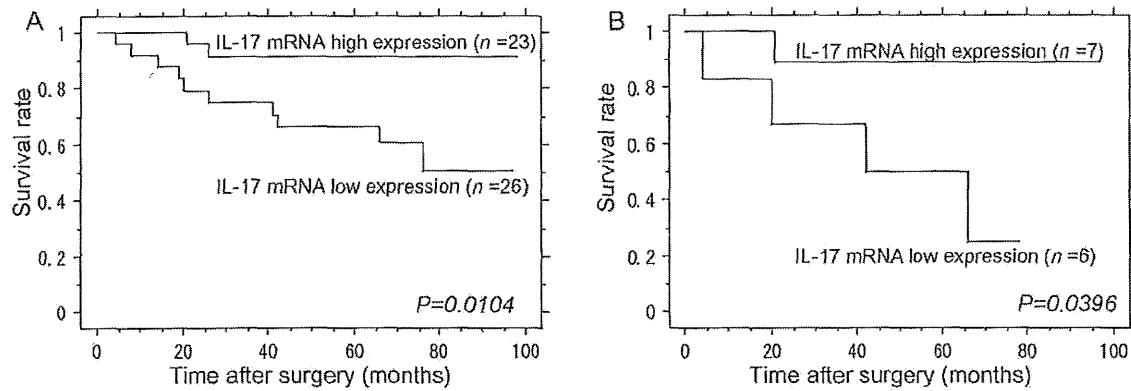 A
Survival rate
1
0.8
0.6
0.4
0.2
0
IL-17 mRNA high expression (n =23)
IL-17 mRNA low expression (n =26)
P=0.0104
0 20 40 60 80 100
Time after surgery (months)
B
Survival rate
1
0.8
0.6
0.4
0.2
0
IL-17 mRNA high expression (n =7)
IL-17 mRNA low expression (n =6)
P=0.0396
0 20 40 60 80 100
Time after surgery (months)